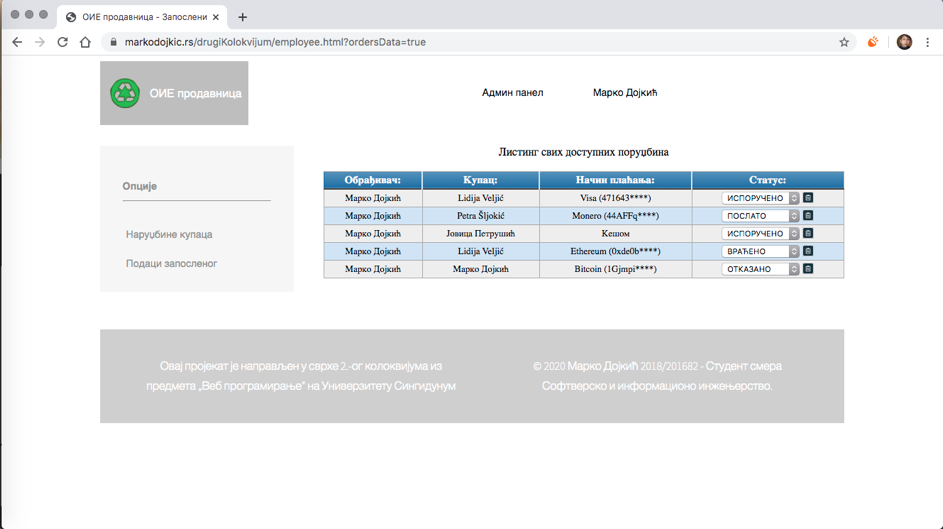 ОИЕ продавница - Запослени
markodojkic.rs/drugiKolokvijum/employee.html?ordersData=true
ОИЕ продавница
Админ панел
Марко Дојкић
Опције
Наруџбине купаца
Подаци запосленог
Листинг свих доступних поруџбина
Обрађивач: Купац: Начин плаћања: Статус:
Марко Дојкић Lidija Veljić Visa (471643****) ИСПОРУЧЕНО
Марко Дојкић Petra Šljokić Monero (44AFFq****) ПОСЛАТО
Марко Дојкић Јовица Петрушић Кешом ИСПОРУЧЕНО
Марко Дојкић Lidija Veljić Ethereum (0xde0b****) ВРАЋЕНО
Марко Дојкић Марко Дојкић Bitcoin (1Gjmpi****) ОТКАЗАНО
Овај пројекат је направљен у сврхе 2.-ог колоквијума из
предмета „Веб програмирање“ на Универзитету Сингидунум
© 2020 Марко Дојкић 2018/201682 - Студент смера
Софтверско и информационо инжењерство.